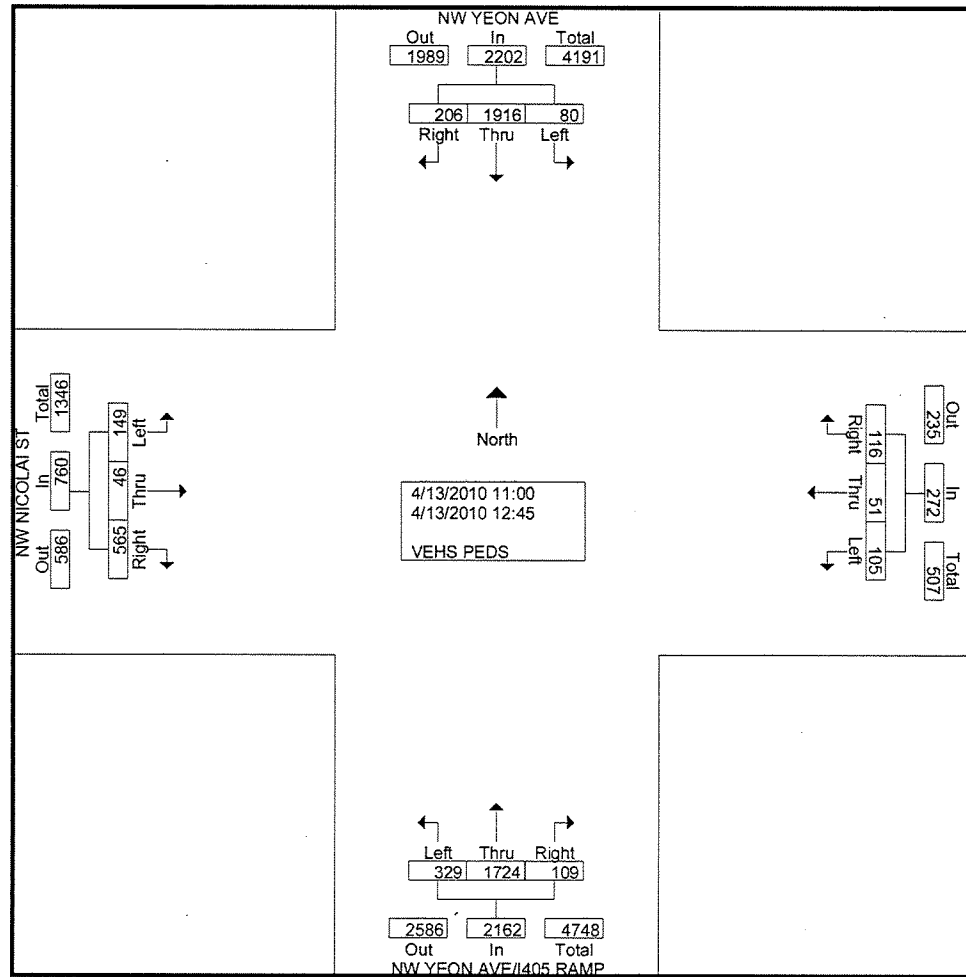 NW YEON AVE
Out In Total
1989 2202 4191
206 1916 80
Right Thru Left
NW NICOLAI ST
Total In Out
1346 760 586
149 46 565
Left Thru Right
North
4/13/2010 11:00
4/13/2010 12:45
VEHS PEDS
Right Thru Left
116 51 105
Out In Total
235 272 507
Left Thru Right
329 1724 109
2586 2162 4748
Out In Total
NW YEON AVE/I405 RAMP